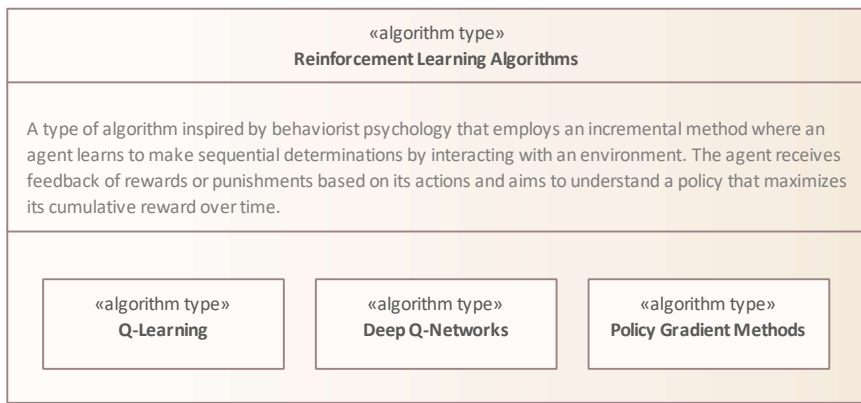 «algorithm type»
Reinforcement Learning Algorithms
A type of algorithm inspired by behaviorist psychology that employs an incremental method where an
agent learns to make sequential determinations by interacting with an environment. The agent receives
feedback of rewards or punishments based on its actions and aims to understand a policy that maximizes
its cumulative reward over time.
«algorithm type»
Q-Learning
«algorithm type»
Deep Q-Networks
«algorithm type»
Policy Gradient Methods